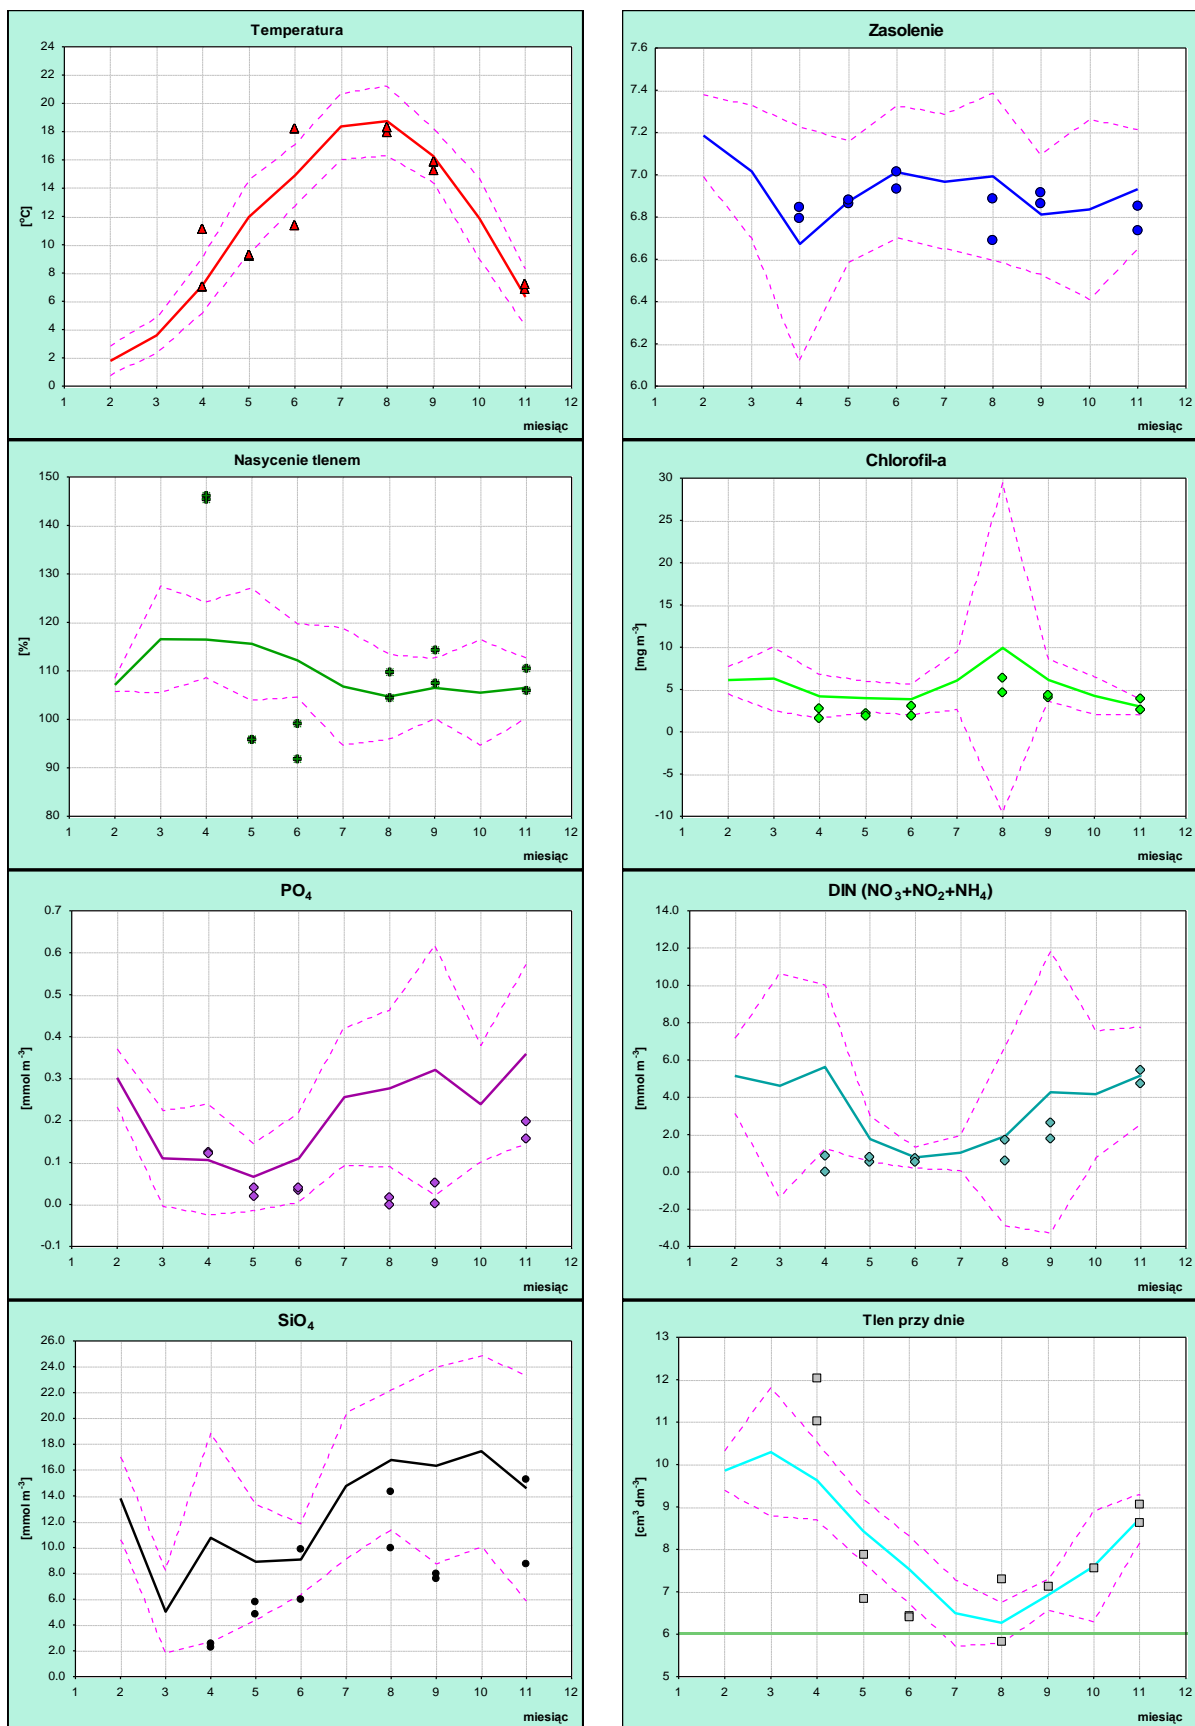 Temperatura
24
22
20
18
16
14
12
10
8
6
4
2
0
[°C]
1 2 3 4 5 6 7 8 9 10 11 12
miesiąc
Zasolenie
7.6
7.4
7.2
7.0
6.8
6.6
6.4
6.2
6.0
1 2 3 4 5 6 7 8 9 10 11 12
miesiąc
Nasycenie tlenem
150
140
130
120
110
100
90
80
[%]
1 2 3 4 5 6 7 8 9 10 11 12
miesiąc
Chlorofil-a
30
25
20
15
10
5
0
-5
-10
[mg m⁻³]
1 2 3 4 5 6 7 8 9 10 11 12
miesiąc
PO₄
0.7
0.6
0.5
0.4
0.3
0.2
0.1
0.0
-0.1
[mmol m⁻³]
1 2 3 4 5 6 7 8 9 10 11 12
miesiąc
DIN (NO₃+NO₂+NH₄)
14.0
12.0
10.0
8.0
6.0
4.0
2.0
0.0
-2.0
-4.0
[mmol m⁻³]
1 2 3 4 5 6 7 8 9 10 11 12
miesiąc
SiO₄
26.0
24.0
22.0
20.0
18.0
16.0
14.0
12.0
10.0
8.0
6.0
4.0
2.0
0.0
[mmol m⁻³]
1 2 3 4 5 6 7 8 9 10 11 12
miesiąc
Tlen przy dnie
13
12
11
10
9
8
7
6
5
[cm³ dm⁻³]
1 2 3 4 5 6 7 8 9 10 11 12
miesiąc